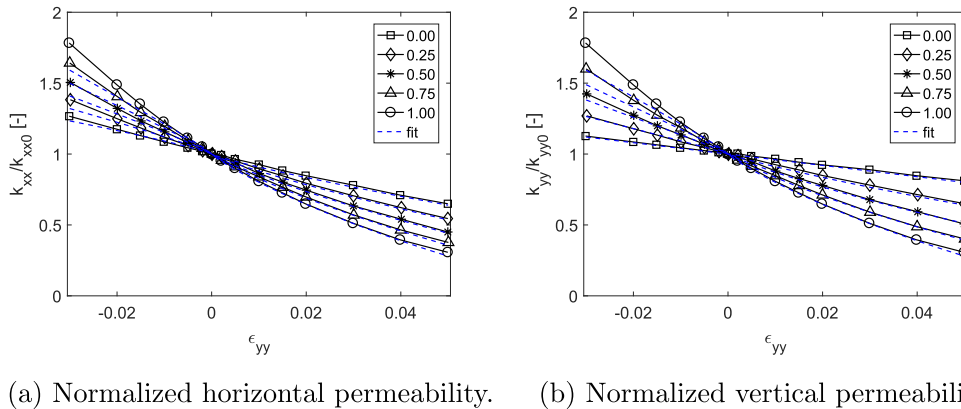 2
1.5
1
0.5
0
k_xx/k_xx0 [-]
-0.02 0 0.02 0.04
ϵ_yy
0.00
0.25
0.50
0.75
1.00
fit
2
1.5
1
0.5
0
k_yy/k_yy0 [-]
-0.02 0 0.02 0.04
ϵ_yy
0.00
0.25
0.50
0.75
1.00
fit
(a) Normalized horizontal permeability.
(b) Normalized vertical permeabili